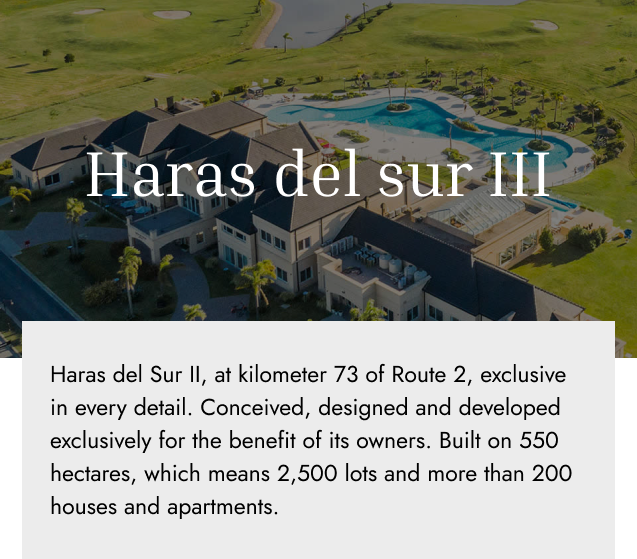 Haras del sur III
Haras del Sur II, at kilometer 73 of Route 2, exclusive
in every detail. Conceived, designed and developed
exclusively for the benefit of its owners. Built on 550
hectares, which means 2,500 lots and more than 200
houses and apartments.